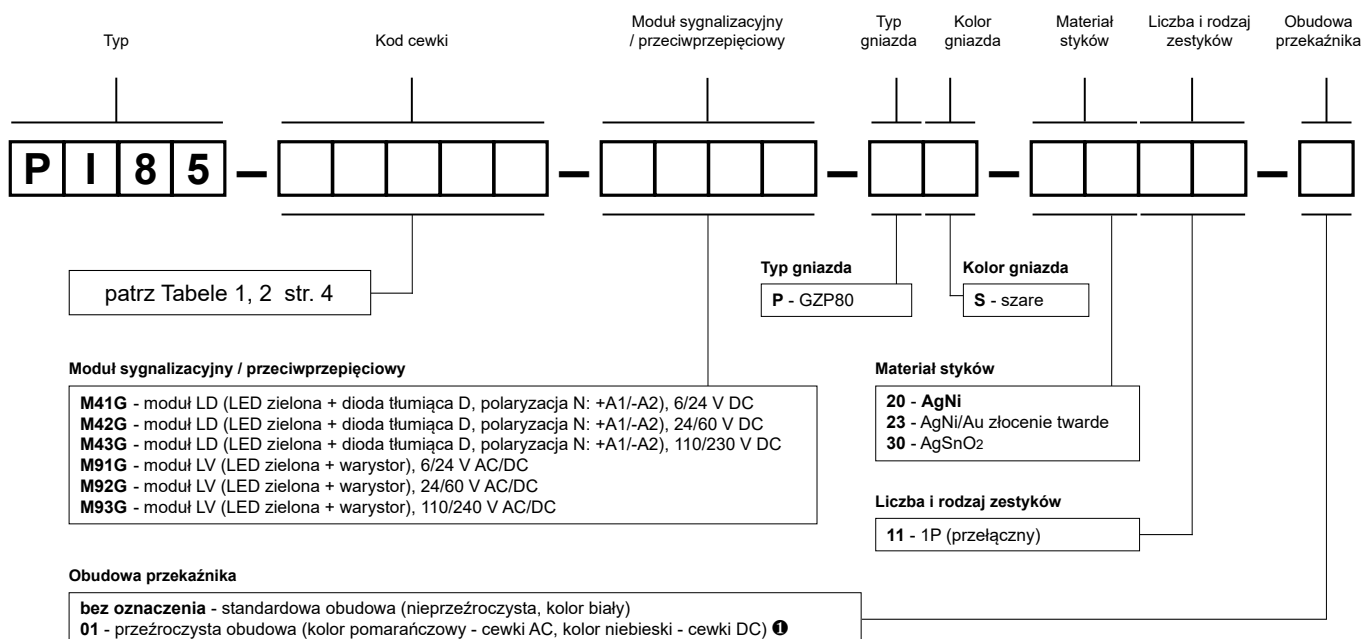 Typ
Kod cewki
Moduł sygnalizacyjny
/ przeciwprzepięciowy
Typ
gniazda
Kolor
gniazda
Materiał
styków
Liczba i rodzaj
zestyków
Obudowa
przekaźnika
P I 8 5 – – – – –
patrz Tabele 1, 2 str. 4
Typ gniazda
P - GZP80
Kolor gniazda
S - szare
Moduł sygnalizacyjny / przeciwprzepięciowy
M41G - moduł LD (LED zielona + dioda tłumiąca D, polaryzacja N: +A1/-A2), 6/24 V DC
M42G - moduł LD (LED zielona + dioda tłumiąca D, polaryzacja N: +A1/-A2), 24/60 V DC
M43G - moduł LD (LED zielona + dioda tłumiąca D, polaryzacja N: +A1/-A2), 110/230 V DC
M91G - moduł LV (LED zielona + warystor), 6/24 V AC/DC
M92G - moduł LV (LED zielona + warystor), 24/60 V AC/DC
M93G - moduł LV (LED zielona + warystor), 110/240 V AC/DC
Materiał styków
20 - AgNi
23 - AgNi/Au złocenie twarde
30 - AgSnO2
Liczba i rodzaj zestyków
11 - 1P (przełączny)
Obudowa przekaźnika
bez oznaczenia - standardowa obudowa (nieprzeźroczysta, kolor biały)
01 - przeźroczysta obudowa (kolor pomarańczowy - cewki AC, kolor niebieski - cewki DC) ❶